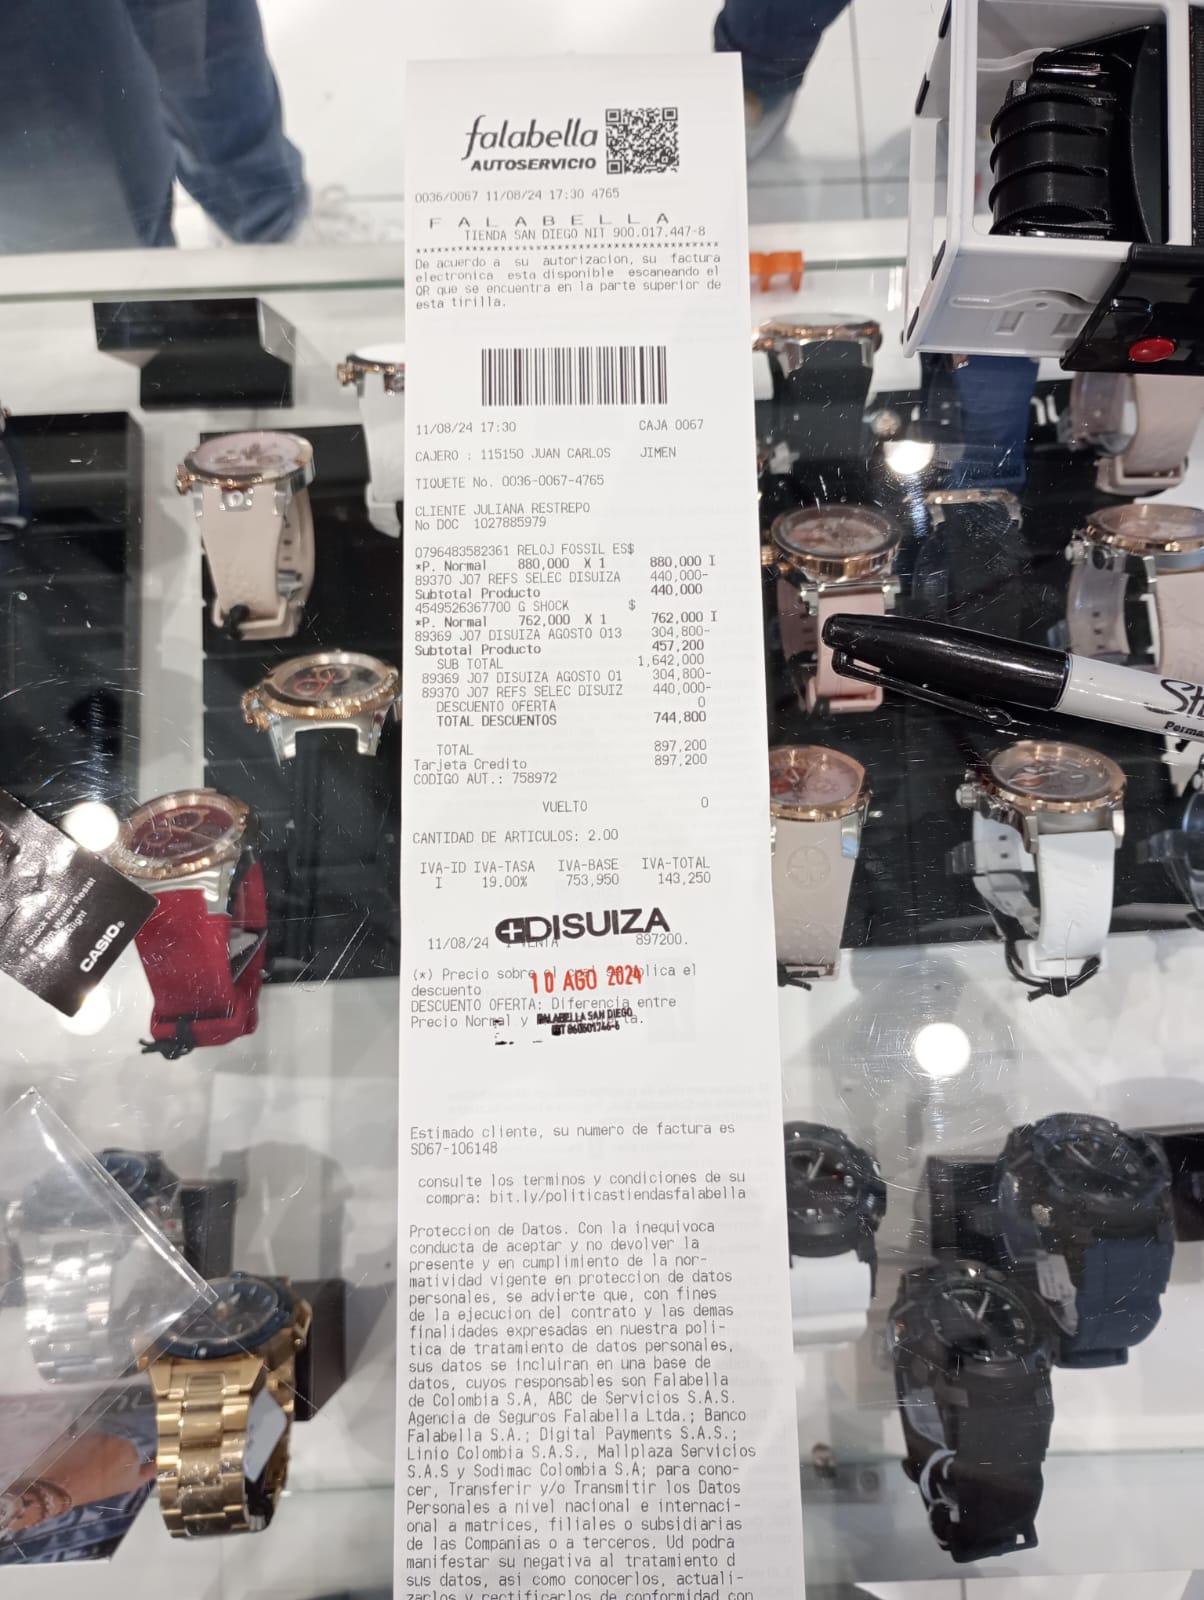 falabella
AUTOSERVICIO
0036/0067 11/08/24 17:30 4765
F A L A B E L L A
TIENDA SAN DIEGO NIT 900.017.447-8
De acuerdo a su autorizacion, su factura
electronica esta disponible escaneando el
QR que se encuentra en la parte superior de
esta tirilla.
11/08/24 17:30 CAJA 0067
CAJERO : 115150 JUAN CARLOS JIMEN
TIQUETE No. 0036-0067-4765
CLIENTE JULIANA RESTREPO
No DOC 1027885979
0796483582361 RELOJ FOSSIL ES$
*P. Normal 880,000 X 1 880,000 I
89370 J07 REFS SELEC DISUIZA 440,000-
Subtotal Producto 440,000
4549526367700 G SHOCK $
*P. Normal 762,000 X 1 762,000 I
89369 J07 DISUIZA AGOSTO 013 304,800-
Subtotal Producto 457,200
SUB TOTAL 1,642,000
89369 J07 DISUIZA AGOSTO 01 304,800-
89370 J07 REFS SELEC DISUIZ 440,000-
DESCUENTO OFERTA 0
TOTAL DESCUENTOS 744,800
TOTAL 897,200
Tarjeta Credito 897,200
CODIGO AUT.: 758972
VUELTO 0
CANTIDAD DE ARTICULOS: 2.00
IVA-ID IVA-TASA IVA-BASE IVA-TOTAL
I 19.00% 753,950 143,250
DISUIZA
11/08/24 897200.
(*) Precio sobre el aplica el
10 AGO 2024
descuento
DESCUENTO OFERTA: Diferencia entre
Precio Normal y
FALABELLA SAN DIEGO
Estimado cliente, su numero de factura es
SD67-106148
consulte los terminos y condiciones de su
compra: bit.ly/politicastiendasfalabella
Proteccion de Datos. Con la inequivoca
conducta de aceptar y no devolver la
presente y en cumplimiento de la nor-
matividad vigente en proteccion de datos
personales, se advierte que, con fines
de la ejecucion del contrato y las demas
finalidades expresadas en nuestra poli-
tica de tratamiento de datos personales,
sus datos se incluiran en una base de
datos, cuyos responsables son Falabella
de Colombia S.A, ABC de Servicios S.A.S.
Agencia de Seguros Falabella Ltda.; Banco
Falabella S.A.; Digital Payments S.A.S.;
Linio Colombia S.A.S., Mallplaza Servicios
S.A.S y Sodimac Colombia S.A; para cono-
cer, Transferir y/o Transmitir los Datos
Personales a nivel nacional e internaci-
onal a matrices, filiales o subsidiarias
de las Companias o a terceros. Ud podra
manifestar su negativa al tratamiento d
sus datos, asi como conocerlos, actuali-
zarlos y rectificarlos de conformidad con
Shock Resist
Water Resist
CASIO